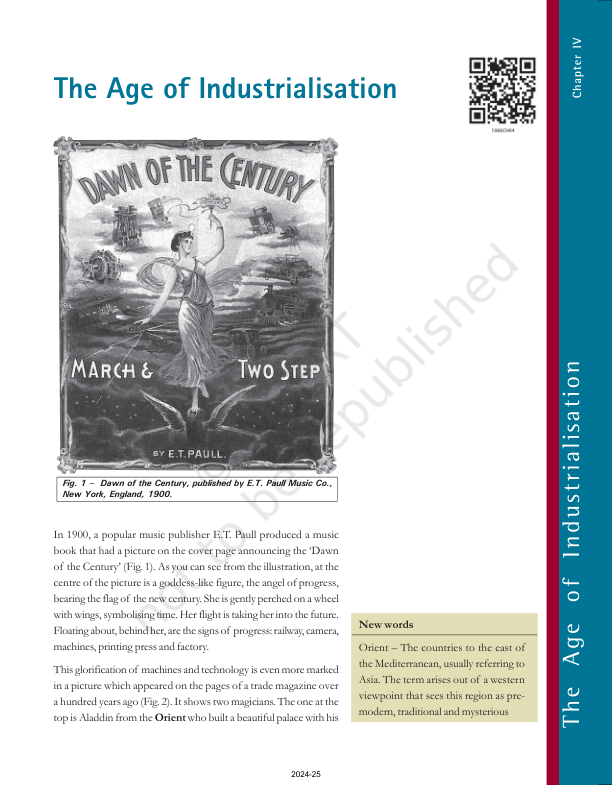 The Age of Industrialisation
1066CH04
Chapter IV
DAWN OF THE CENTURY
MARCH & TWO STEP
BY E.T. PAULL.
Fig. 1 – Dawn of the Century, published by E.T. Paull Music Co.,
New York, England, 1900.
In 1900, a popular music publisher E.T. Paull produced a music
book that had a picture on the cover page announcing the ‘Dawn
of the Century’ (Fig. 1). As you can see from the illustration, at the
centre of the picture is a goddess-like figure, the angel of progress,
bearing the flag of the new century. She is gently perched on a wheel
with wings, symbolising time. Her flight is taking her into the future.
Floating about, behind her, are the signs of progress: railway, camera,
machines, printing press and factory.
This glorification of machines and technology is even more marked
in a picture which appeared on the pages of a trade magazine over
a hundred years ago (Fig. 2). It shows two magicians. The one at the
top is Aladdin from the Orient who built a beautiful palace with his
New words
Orient – The countries to the east of
the Mediterranean, usually referring to
Asia. The term arises out of a western
viewpoint that sees this region as pre-
modern, traditional and mysterious
The Age of Industrialisation
not to be republished
2024-25